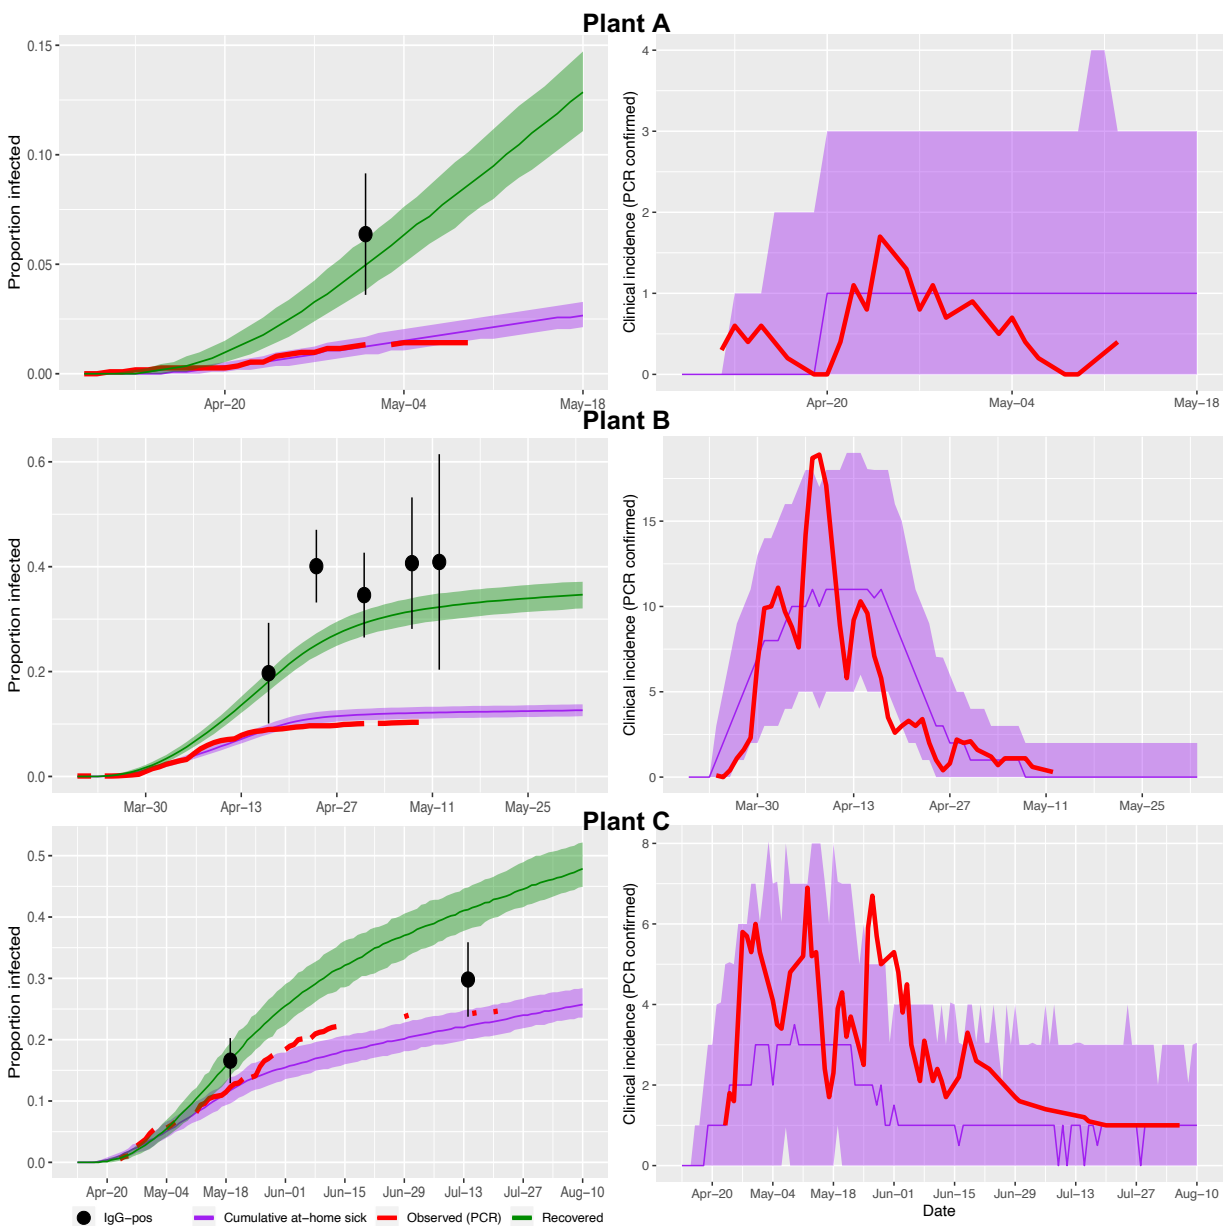 Plant A
Proportion infected
0.15
0.10
0.05
0.00
Apr−20
May−04
May−18
Clinical incidence (PCR confirmed)
4
3
2
1
0
Apr−20
May−04
May−18
Plant B
Proportion infected
0.6
0.4
0.2
0.0
Mar−30
Apr−13
Apr−27
May−11
May−25
Clinical incidence (PCR confirmed)
15
10
5
0
Mar−30
Apr−13
Apr−27
May−11
May−25
Plant C
Proportion infected
0.5
0.4
0.3
0.2
0.1
0.0
Apr−20
May−04
May−18
Jun−01
Jun−15
Jun−29
Jul−13
Jul−27
Aug−10
Clinical incidence (PCR confirmed)
8
6
4
2
0
Apr−20
May−04
May−18
Jun−01
Jun−15
Jun−29
Jul−13
Jul−27
Aug−10
Date
IgG−pos
Cumulative at−home sick
Observed (PCR)
Recovered